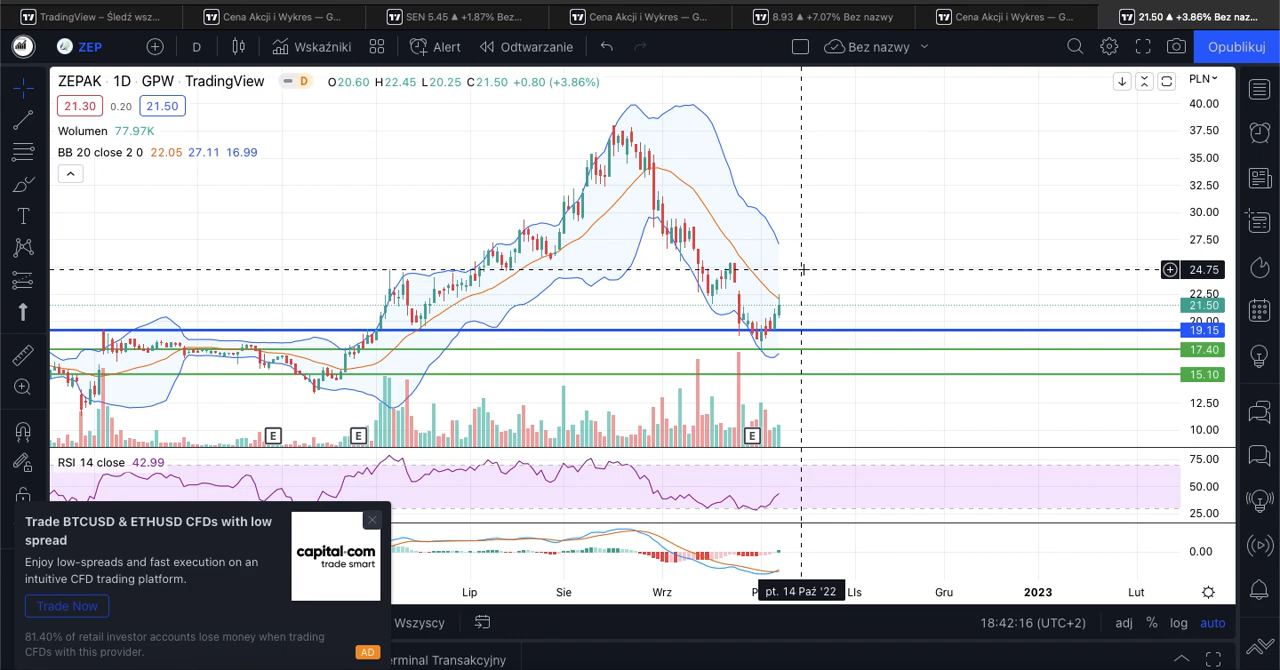 TradingView – Śledź wsz...
Cena Akcji i Wykres — G...
SEN 5.45 ▲ +1.87% Bez...
Cena Akcji i Wykres — G...
8.93 ▲ +7.07% Bez nazwy
Cena Akcji i Wykres — G...
21.50 ▲ +3.86% Bez naz...
ZEP
D
Wskaźniki
Alert
Odtwarzanie
Bez nazwy
Opublikuj
ZEPAK · 1D · GPW · TradingView
D
O20.60 H22.45 L20.25 C21.50 +0.80 (+3.86%)
PLN
21.30
0.20
21.50
Wolumen 77.97K
BB 20 close 2 0 22.05 27.11 16.99
40.00
37.50
35.00
32.50
30.00
27.50
24.75
22.50
21.50
20.00
19.15
17.40
15.10
12.50
10.00
E
E
E
RSI 14 close 42.99
75.00
50.00
25.00
0.00
Trade BTCUSD & ETHUSD CFDs with low
spread
Enjoy low-spreads and fast execution on an
intuitive CFD trading platform.
Trade Now
81.40% of retail investor accounts lose money when trading
CFDs with this provider.
AD
capital.com
trade smart
Lip
Sie
Wrz
pt. 14 Paź '22
LIs
Gru
2023
Lut
Wszyscy
18:42:16 (UTC+2)
adj
%
log
auto
erminal Transakcyjny